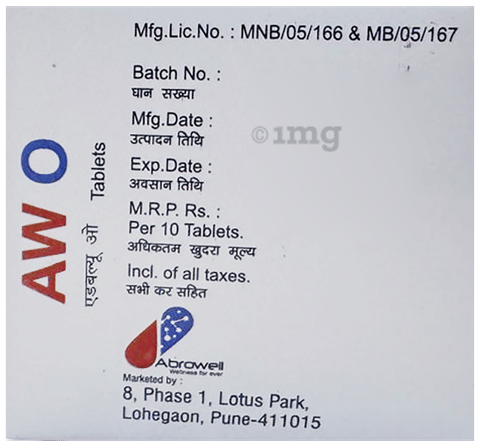 Mfg.Lic.No. : MNB/05/166 & MB/05/167
Batch No. :
घान सख्या
Mfg.Date :
उत्पादन तिथि
Exp.Date :
अवसान तिथि
M.R.P. Rs. :
Per 10 Tablets.
अधिकतम खुदरा मूल्य
Incl. of all taxes.
सभी कर सहित
AW O
एडबल्यू ओ
Tablets
©1mg
Abrowell
Wellness for ever
Marketed by :
8, Phase 1, Lotus Park,
Lohegaon, Pune-411015